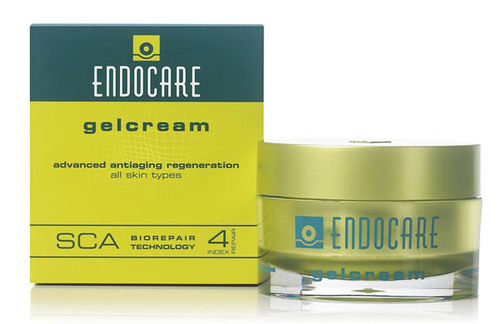 ENDOCARE
gelcream
advanced antiaging regeneration
all skin types
SCA
BIOREPAIR
TECHNOLOGY
4
INDEX
REPAIR
ENDOCARE
gelcream